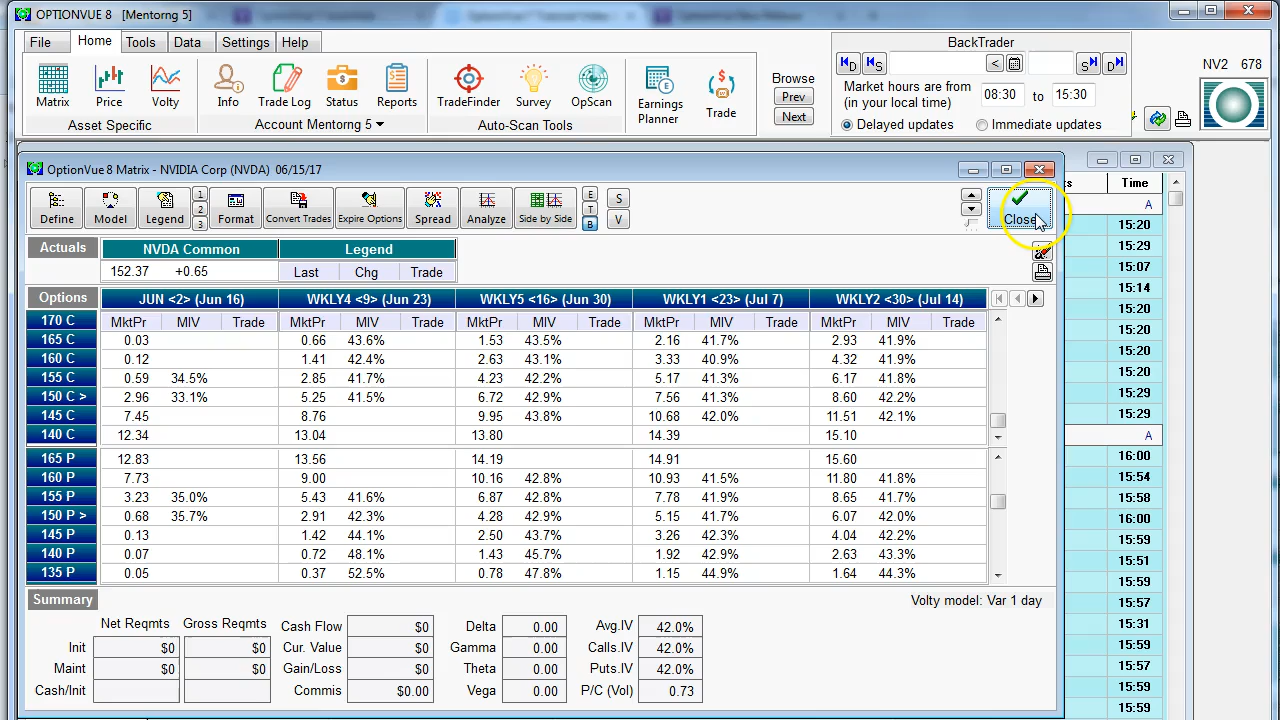 OPTIONVUE 8 [Mentorng 5]
File Home Tools Data Settings Help
BackTrader
NV2 678
D S < S D
Matrix Price Volty Info Trade Log Status Reports TradeFinder Survey OpScan Earnings Planner Trade
Browse
Prev
Next
Market hours are from
(in your local time)
08:30 to 15:30
Delayed updates Immediate updates
Asset Specific Account Mentorng 5 Auto-Scan Tools
OptionVue 8 Matrix - NVIDIA Corp (NVDA) 06/15/17
Define Model Legend 1 2 3 Format Convert Trades Expire Options Spread Analyze Side by Side E T B S V Close
Time
A
Actuals NVDA Common Legend
152.37 +0.65 Last Chg Trade
Options JUN <2> (Jun 16) WKLY4 <9> (Jun 23) WKLY5 <16> (Jun 30) WKLY1 <23> (Jul 7) WKLY2 <30> (Jul 14)
170 C MktPr MIV Trade MktPr MIV Trade MktPr MIV Trade MktPr MIV Trade MktPr MIV Trade
165 C 0.03 0.66 43.6% 1.53 43.5% 2.16 41.7% 2.93 41.9%
160 C 0.12 1.41 42.4% 2.63 43.1% 3.33 40.9% 4.32 41.9%
155 C 0.59 34.5% 2.85 41.7% 4.23 42.2% 5.17 41.3% 6.17 41.8%
150 C > 2.96 33.1% 5.25 41.5% 6.72 42.9% 7.56 41.3% 8.60 42.2%
145 C 7.45 8.76 9.95 43.8% 10.68 42.0% 11.51 42.1%
140 C 12.34 13.04 13.80 14.39 15.10
165 P 12.83 13.56 14.19 14.91 15.60
160 P 7.73 9.00 10.16 42.8% 10.93 41.5% 11.80 41.8%
155 P 3.23 35.0% 5.43 41.6% 6.87 42.8% 7.78 41.9% 8.65 41.7%
150 P > 0.68 35.7% 2.91 42.3% 4.28 42.9% 5.15 41.7% 6.07 42.0%
145 P 0.13 1.42 44.1% 2.50 43.7% 3.26 42.3% 4.04 42.2%
140 P 0.07 0.72 48.1% 1.43 45.7% 1.92 42.9% 2.63 43.3%
135 P 0.05 0.37 52.5% 0.78 47.8% 1.15 44.9% 1.64 44.3%
15:20
15:29
15:07
15:14
15:20
15:20
15:20
15:20
15:29
15:29
A
16:00
15:54
15:58
16:00
15:59
15:51
15:59
15:59
15:57
15:31
15:59
15:57
15:59
15:59
Summary
Volty model: Var 1 day
Net Reqmts Gross Reqmts Cash Flow $0 Delta 0.00 Avg.IV 42.0%
Init $0 $0 Cur. Value $0 Gamma 0.00 Calls.IV 42.0%
Maint $0 $0 Gain/Loss $0 Theta 0.00 Puts.IV 42.0%
Cash/Init Commis $0.00 Vega 0.00 P/C (Vol) 0.73